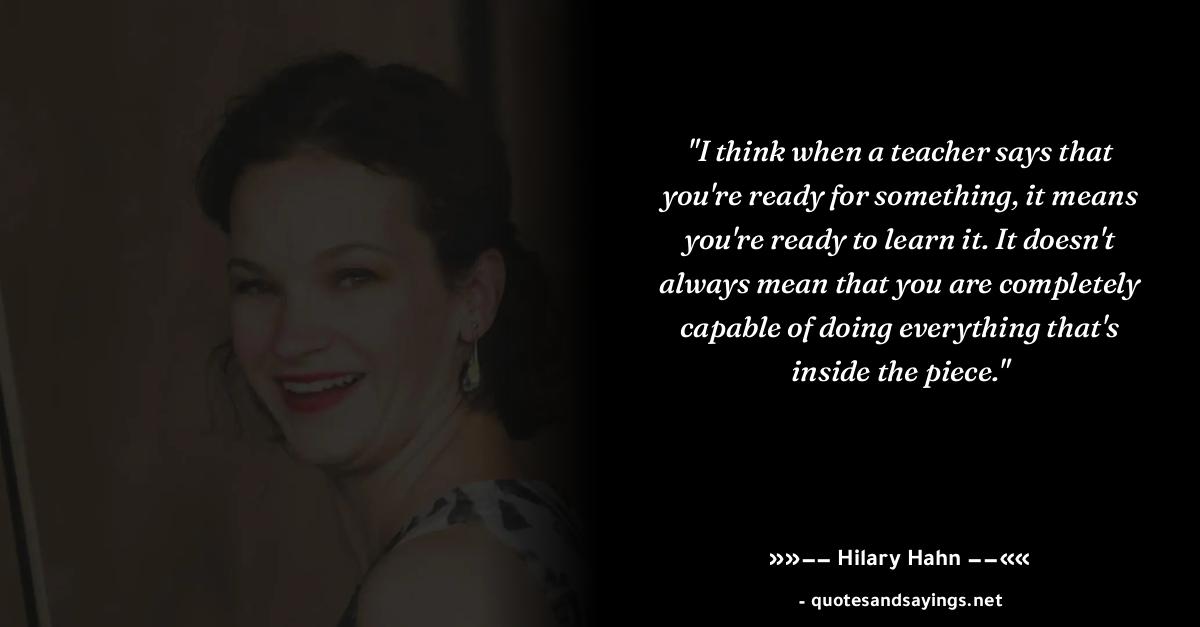 "I think when a teacher says that
you're ready for something, it means
you're ready to learn it. It doesn't
always mean that you are completely
capable of doing everything that's
inside the piece."
»»−− Hilary Hahn −−««
- quotesandsayings.net